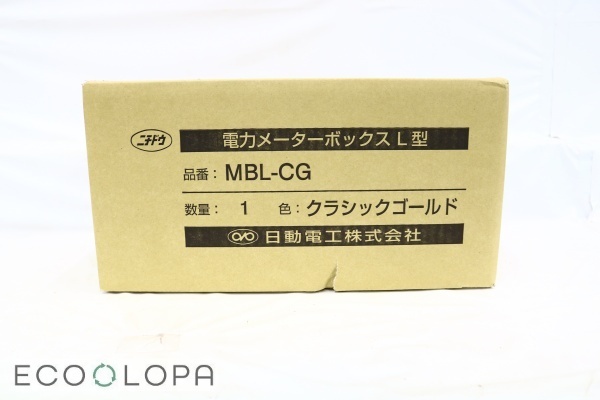 ニチドウ
電力メーターボックスL型
品番: MBL-CG
数量: 1 色: クラシックゴールド
日動電工株式会社
ECOOLOPA